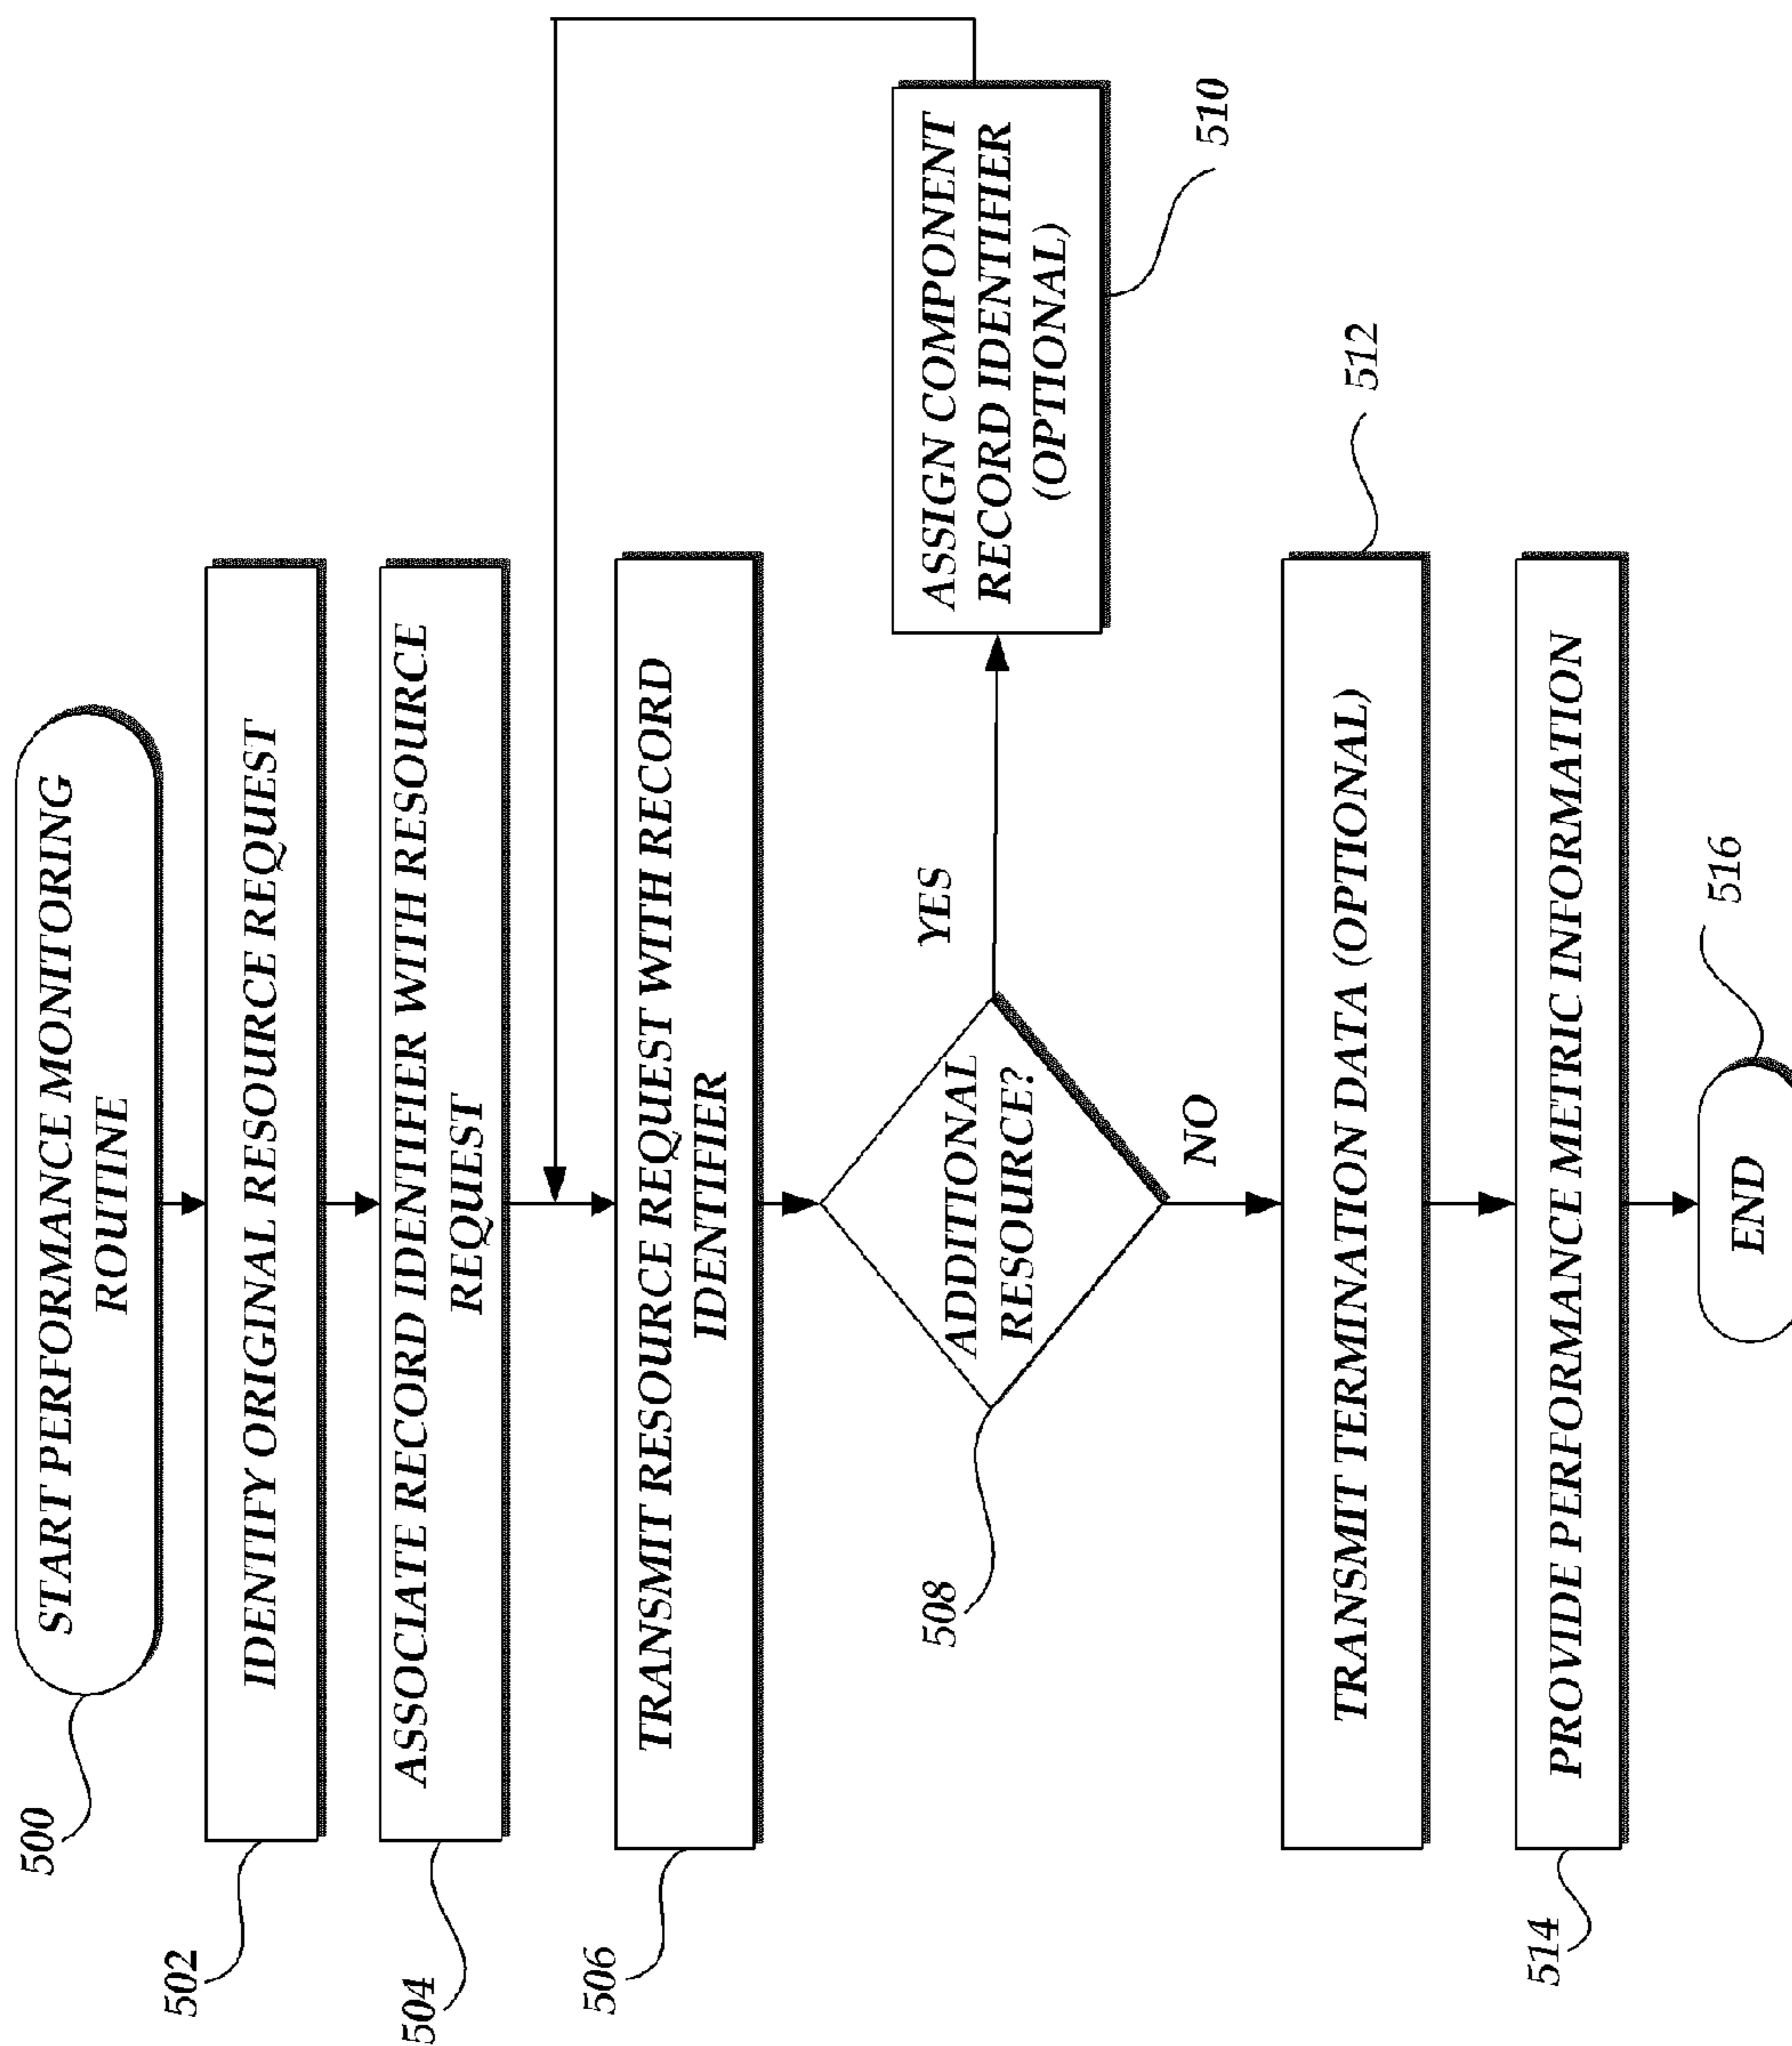 500
START PERFORMANCE MONITORING
ROUTINE
502
IDENTIFY ORIGINAL RESOURCE REQUEST
504
ASSOCIATE RECORD IDENTIFIER WITH RESOURCE
REQUEST
506
TRANSMIT RESOURCE REQUEST WITH RECORD
IDENTIFIER
508
ADDITIONAL
RESOURCE?
YES
ASSIGN COMPONENT
RECORD IDENTIFIER
(OPTIONAL)
510
NO
TRANSMIT TERMINATION DATA (OPTIONAL)
512
514
PROVIDE PERFORMANCE METRIC INFORMATION
END
516